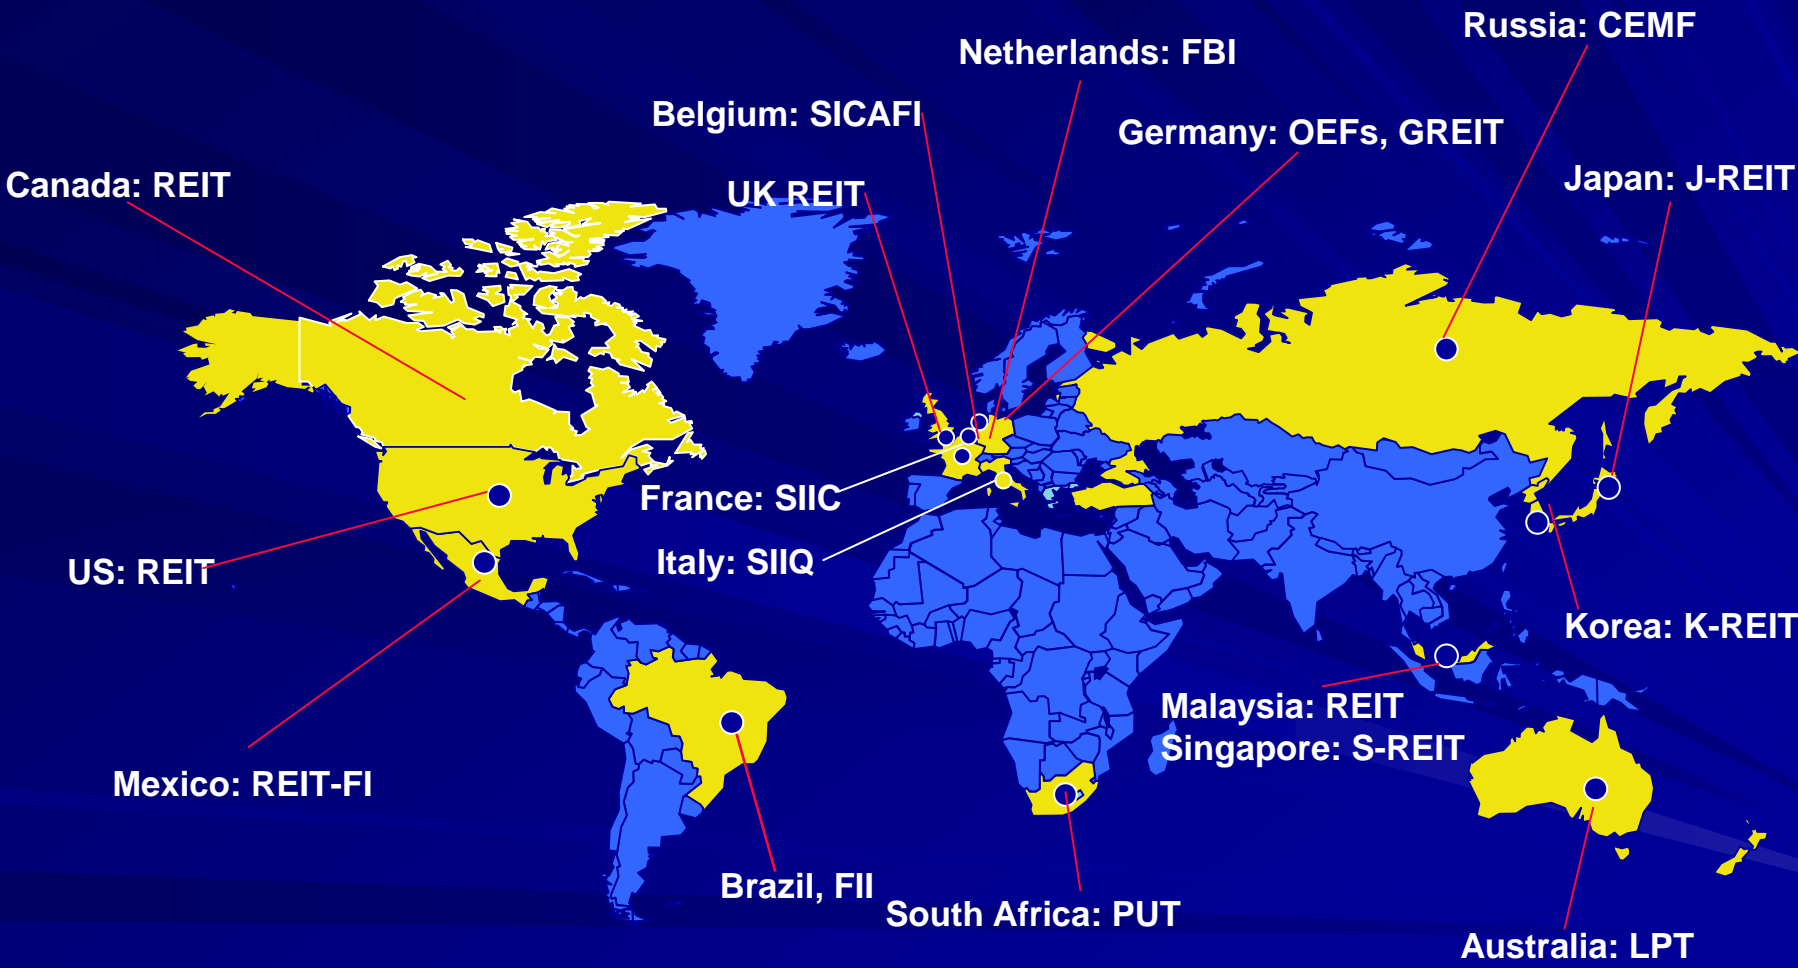 Russia: CEMF
Netherlands: FBI
Belgium: SICAFI
Germany: OEFs, GREIT
Canada: REIT
UK REIT
Japan: J-REIT
France: SIIC
Italy: SIIQ
US: REIT
Korea: K-REIT
Malaysia: REIT
Singapore: S-REIT
Mexico: REIT-FI
Brazil, FII
South Africa: PUT
Australia: LPT